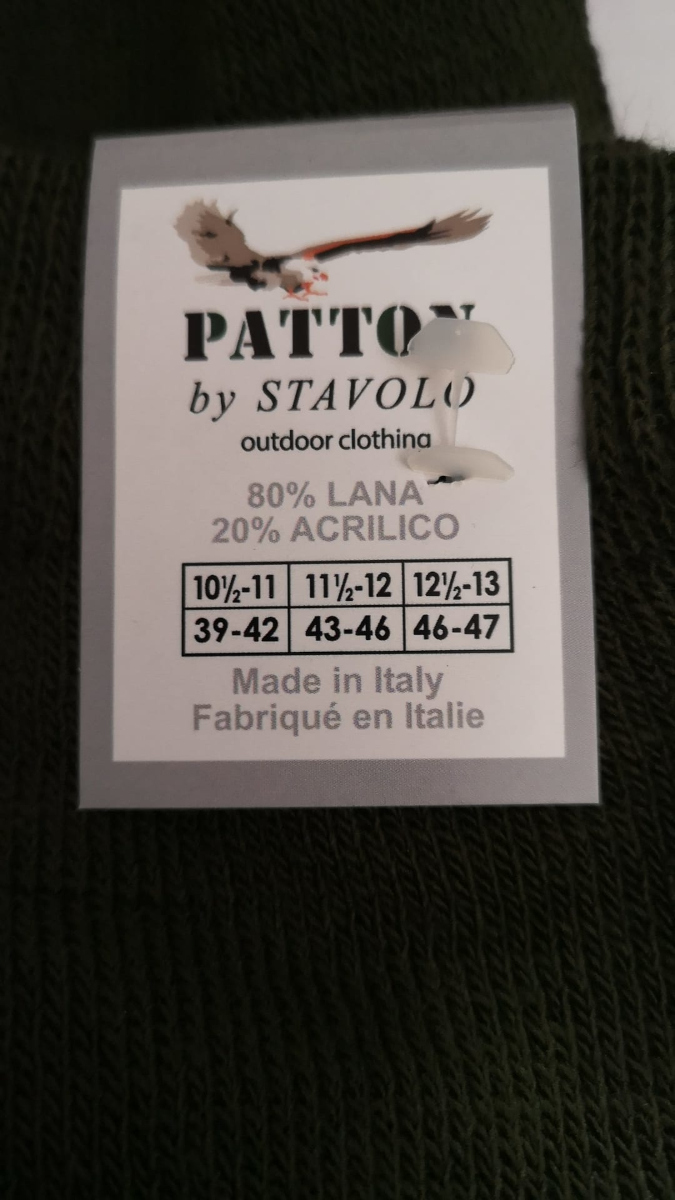 PATTON
by STAVOLO
outdoor clothing
80% LANA
20% ACRILICO
10½-11 11½-12 12½-13
39-42 43-46 46-47
Made in Italy
Fabriqué en Italie